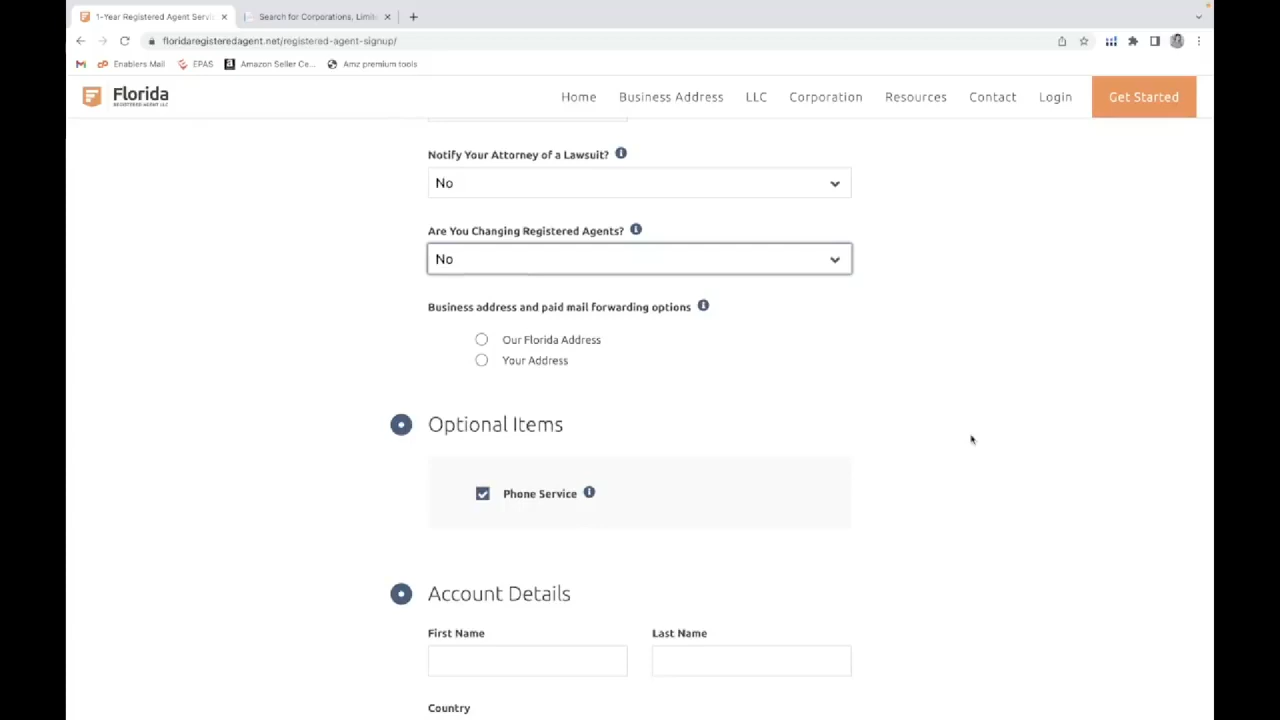 1-Year Registered Agent Servi
Search for Corporations, Limit
floridaregisteredagent.net/registered-agent-signup/
Enablers Mail
EPAS
Amazon Seller Ce...
Amz premium tools
Florida
REGISTERED AGENT LLC
Home
Business Address
LLC
Corporation
Resources
Contact
Login
Get Started
Notify Your Attorney of a Lawsuit?
No
Are You Changing Registered Agents?
No
Business address and paid mail forwarding options
Our Florida Address
Your Address
Optional Items
Phone Service
Account Details
First Name
Last Name
Country